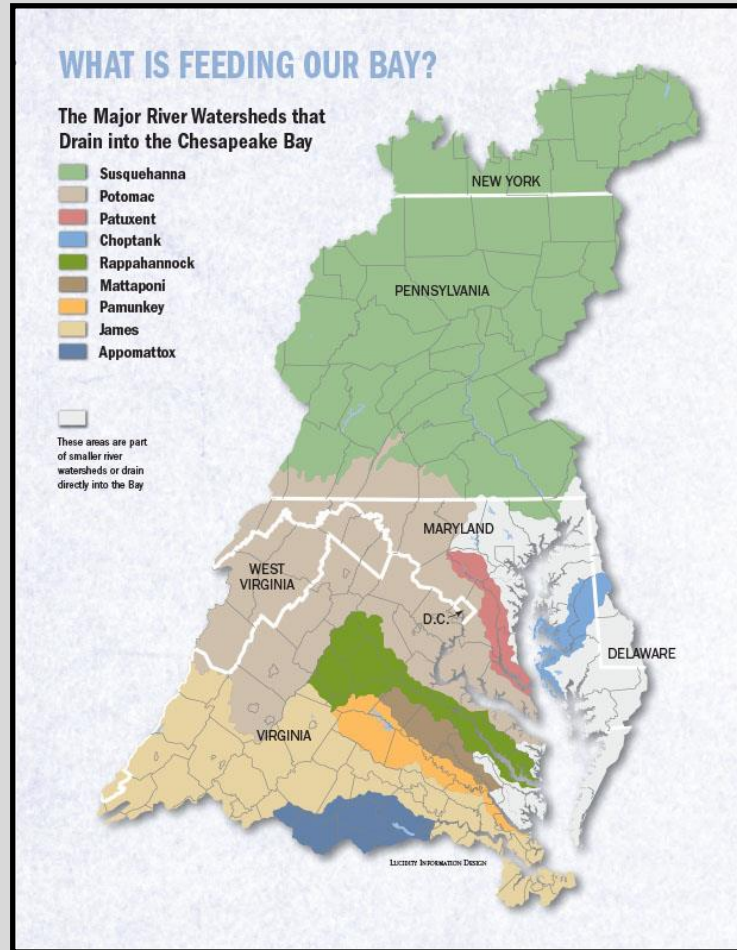 WHAT IS FEEDING OUR BAY?
The Major River Watersheds that
Drain into the Chesapeake Bay
Susquehanna
Potomac
Patuxent
Choptank
Rappahannock
Mattaponi
Pamunkey
James
Appomattox
These areas are part
of smaller river
watersheds or drain
directly into the Bay
NEW YORK
PENNSYLVANIA
MARYLAND
WEST
VIRGINIA
D.C.
DELAWARE
VIRGINIA
LUCIDITY INFORMATION DESIGN